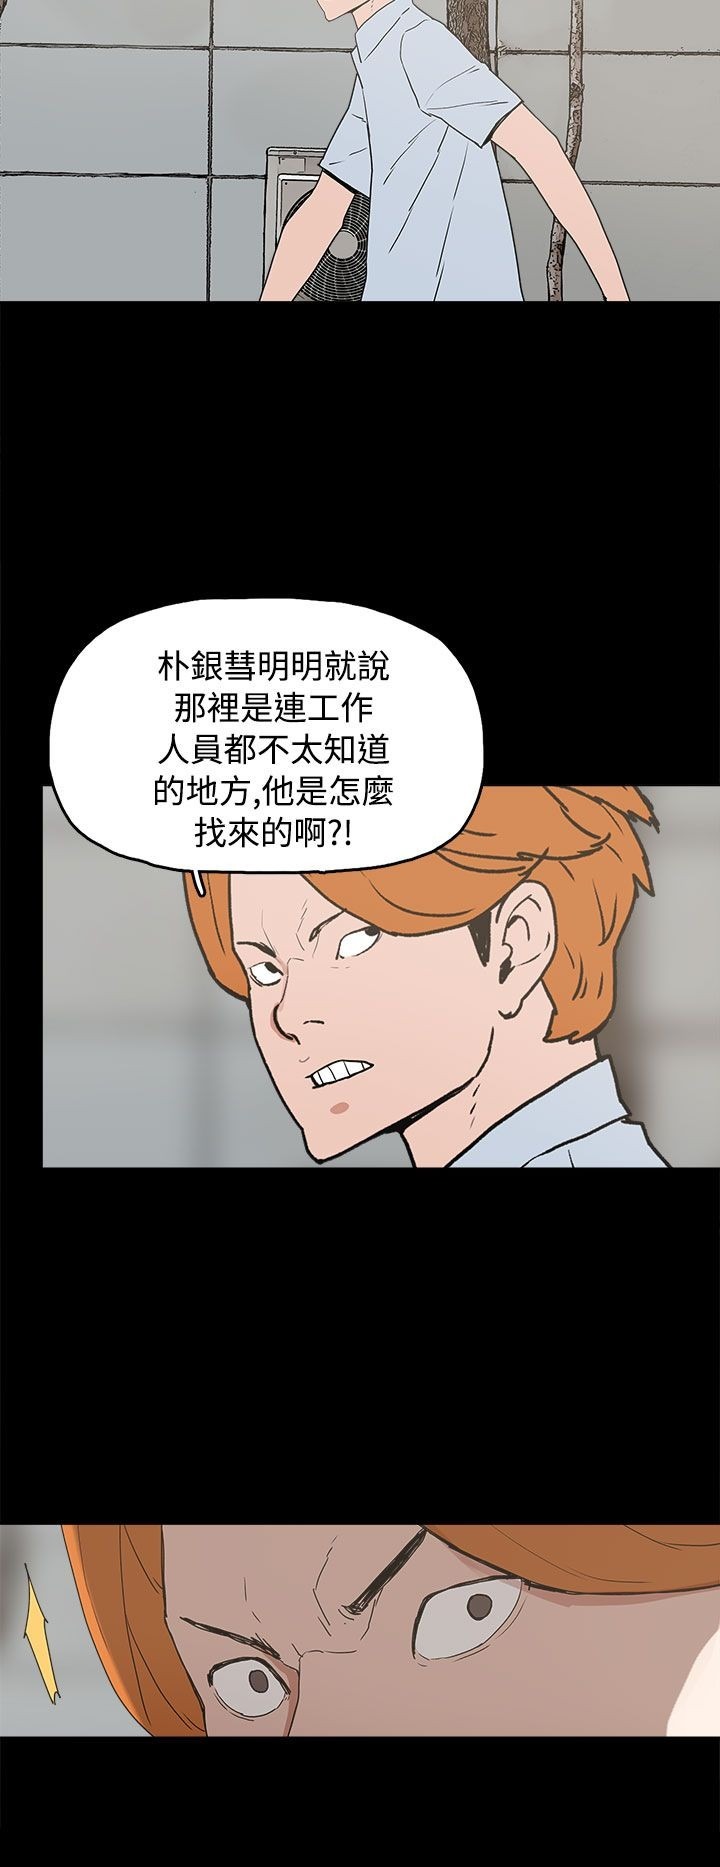 朴銀彗明明就說
那裡是連工作
人員都不太知道
的地方,他是怎麼
找來的啊?!